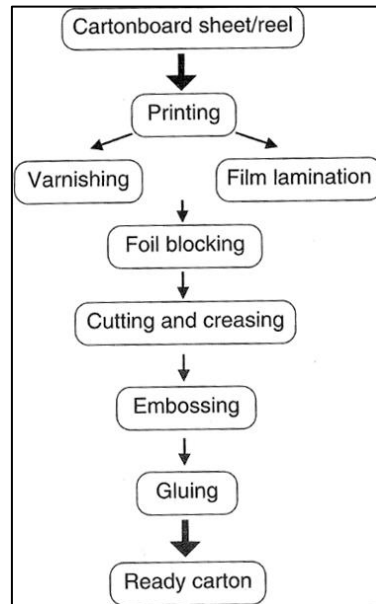 Cartonboard sheet/reel
Printing
Varnishing
Film lamination
Foil blocking
Cutting and creasing
Embossing
Gluing
Ready carton